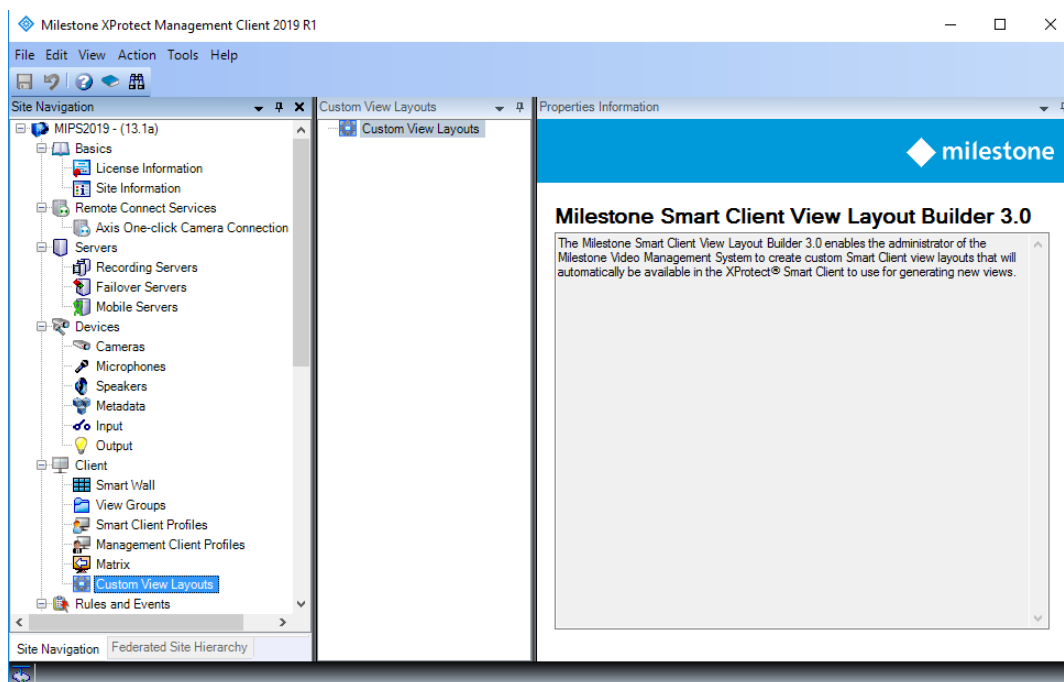 Milestone XProtect Management Client 2019 R1
File Edit View Action Tools Help
Site Navigation
MIPS2019 - (13.1a)
Basics
License Information
Site Information
Remote Connect Services
Axis One-click Camera Connection
Servers
Recording Servers
Failover Servers
Mobile Servers
Devices
Cameras
Microphones
Speakers
Metadata
Input
Output
Client
Smart Wall
View Groups
Smart Client Profiles
Management Client Profiles
Matrix
Custom View Layouts
Rules and Events
Site Navigation Federated Site Hierarchy
Custom View Layouts
Custom View Layouts
Properties Information
milestone
Milestone Smart Client View Layout Builder 3.0
The Milestone Smart Client View Layout Builder 3.0 enables the administrator of the
Milestone Video Management System to create custom Smart Client view layouts that will
automatically be available in the XProtect® Smart Client to use for generating new views.